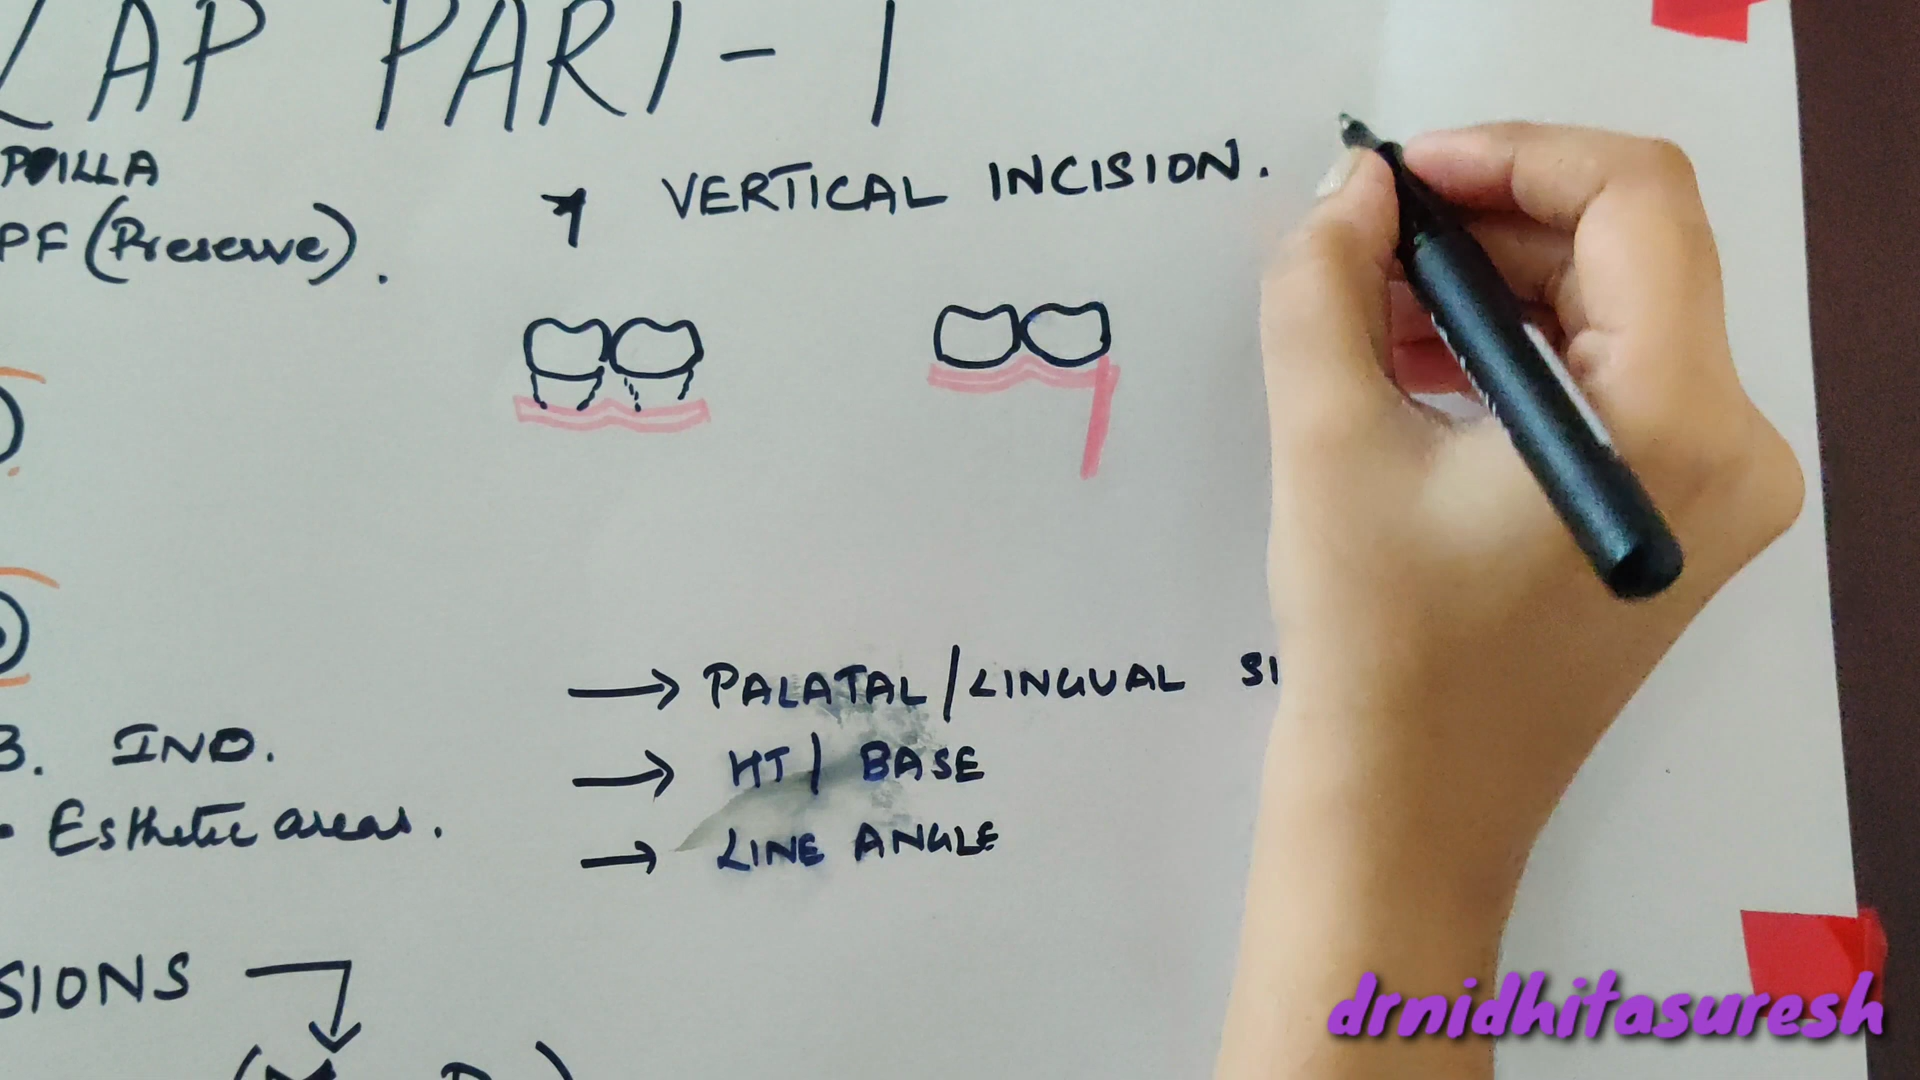 LAP PART - 1
PILLA
PF (Preserve).
VERTICAL INCISION.
3. IND.
• Esthetic areas.
→ PALATAL / LINGUAL SI
→ HT / BASE
→ LINE ANGLE
SIONS
drnidhitasuresh